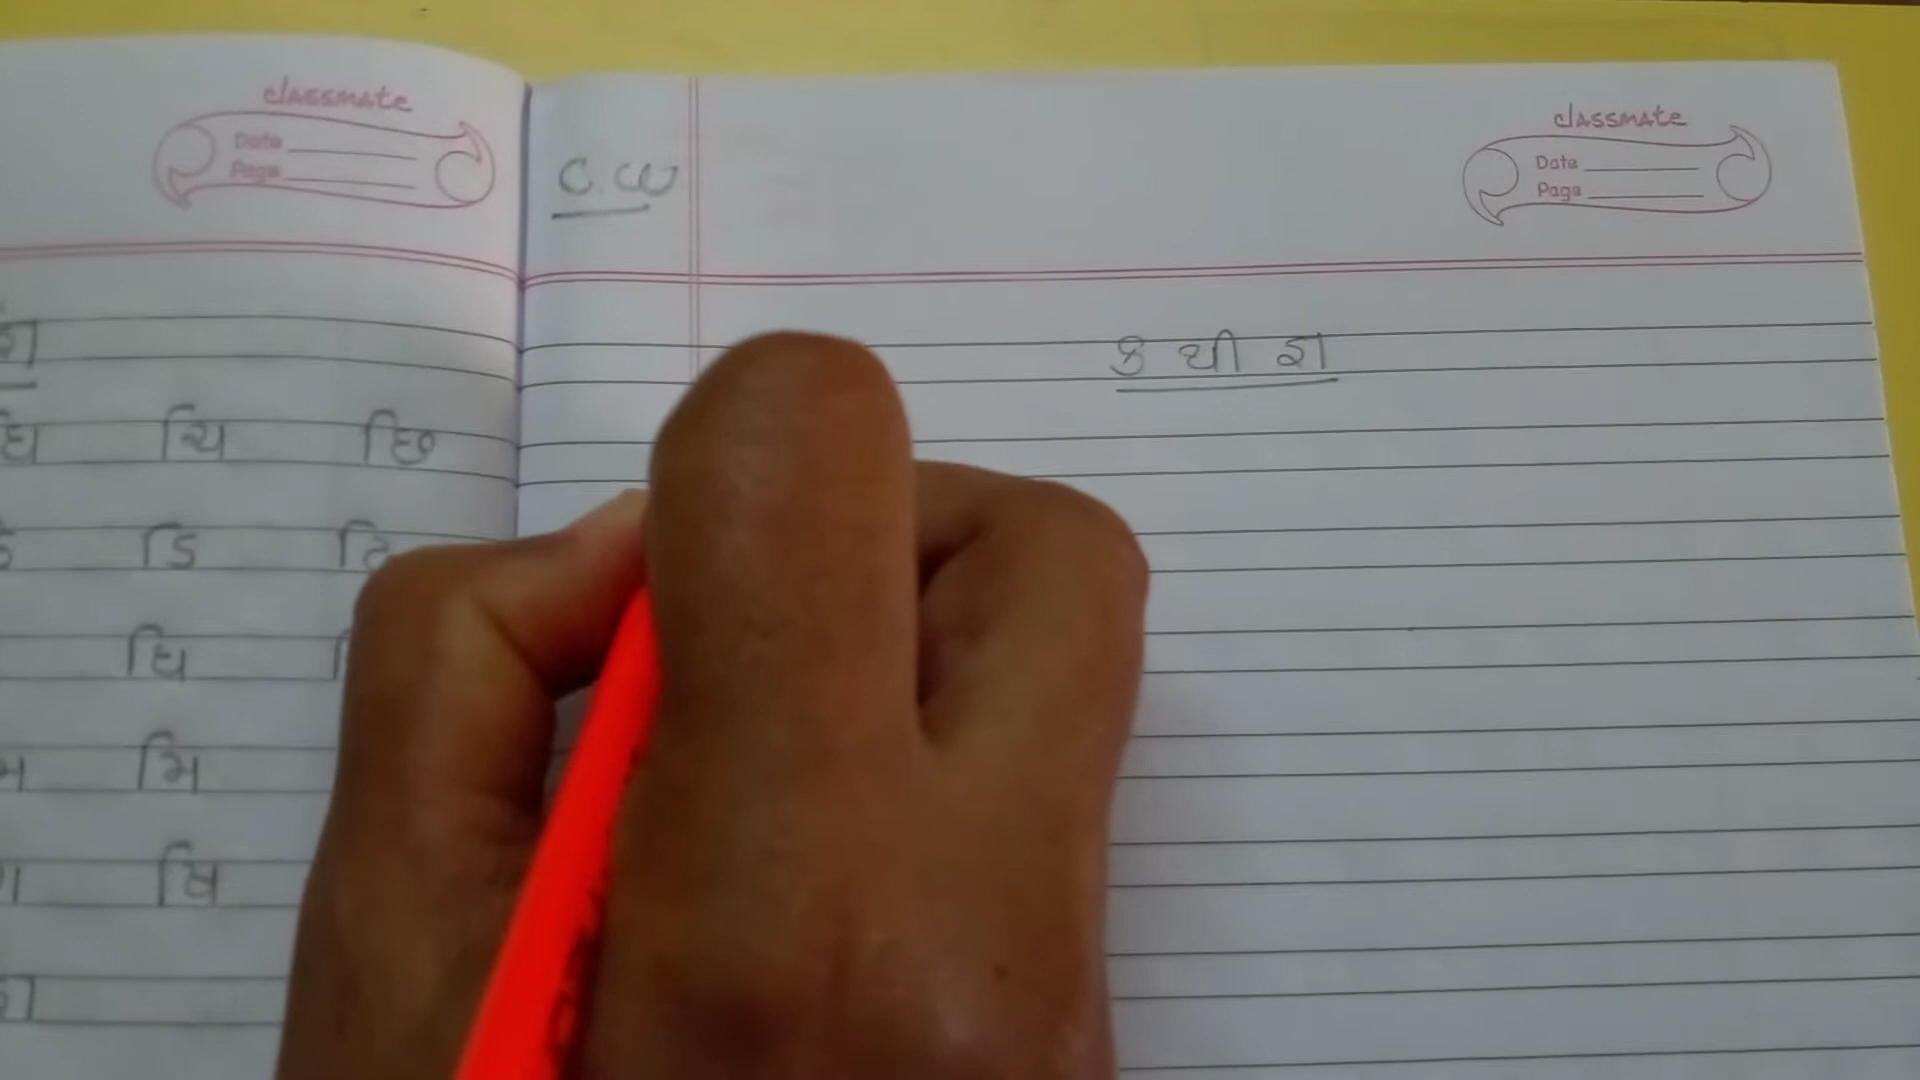 classmate
Date
Page
ચિ છિ
ડિ ઢિ
ધિ
મ ભિ
ષિ
classmate
Date
Page
C.W
ક થી જ્ઞ